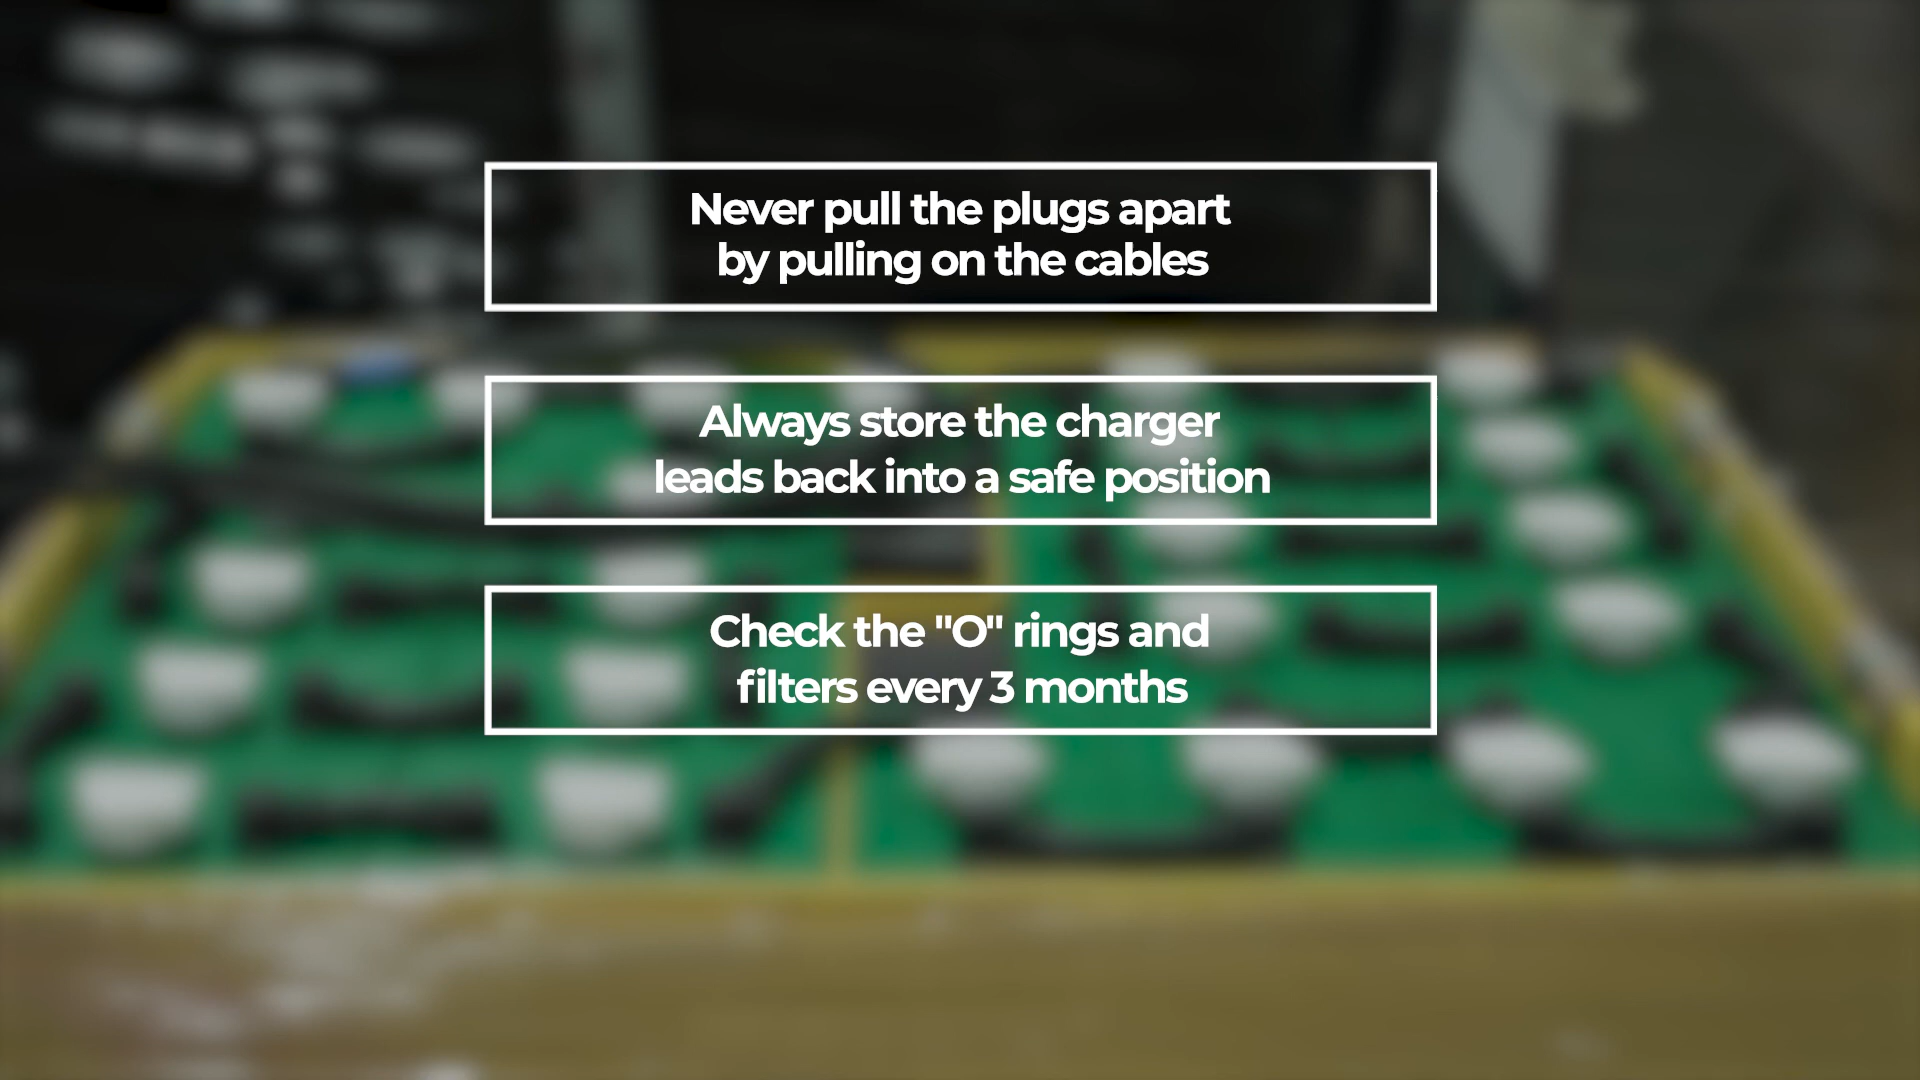 Never pull the plugs apart
by pulling on the cables
Always store the charger
leads back into a safe position
Check the "O" rings and
filters every 3 months